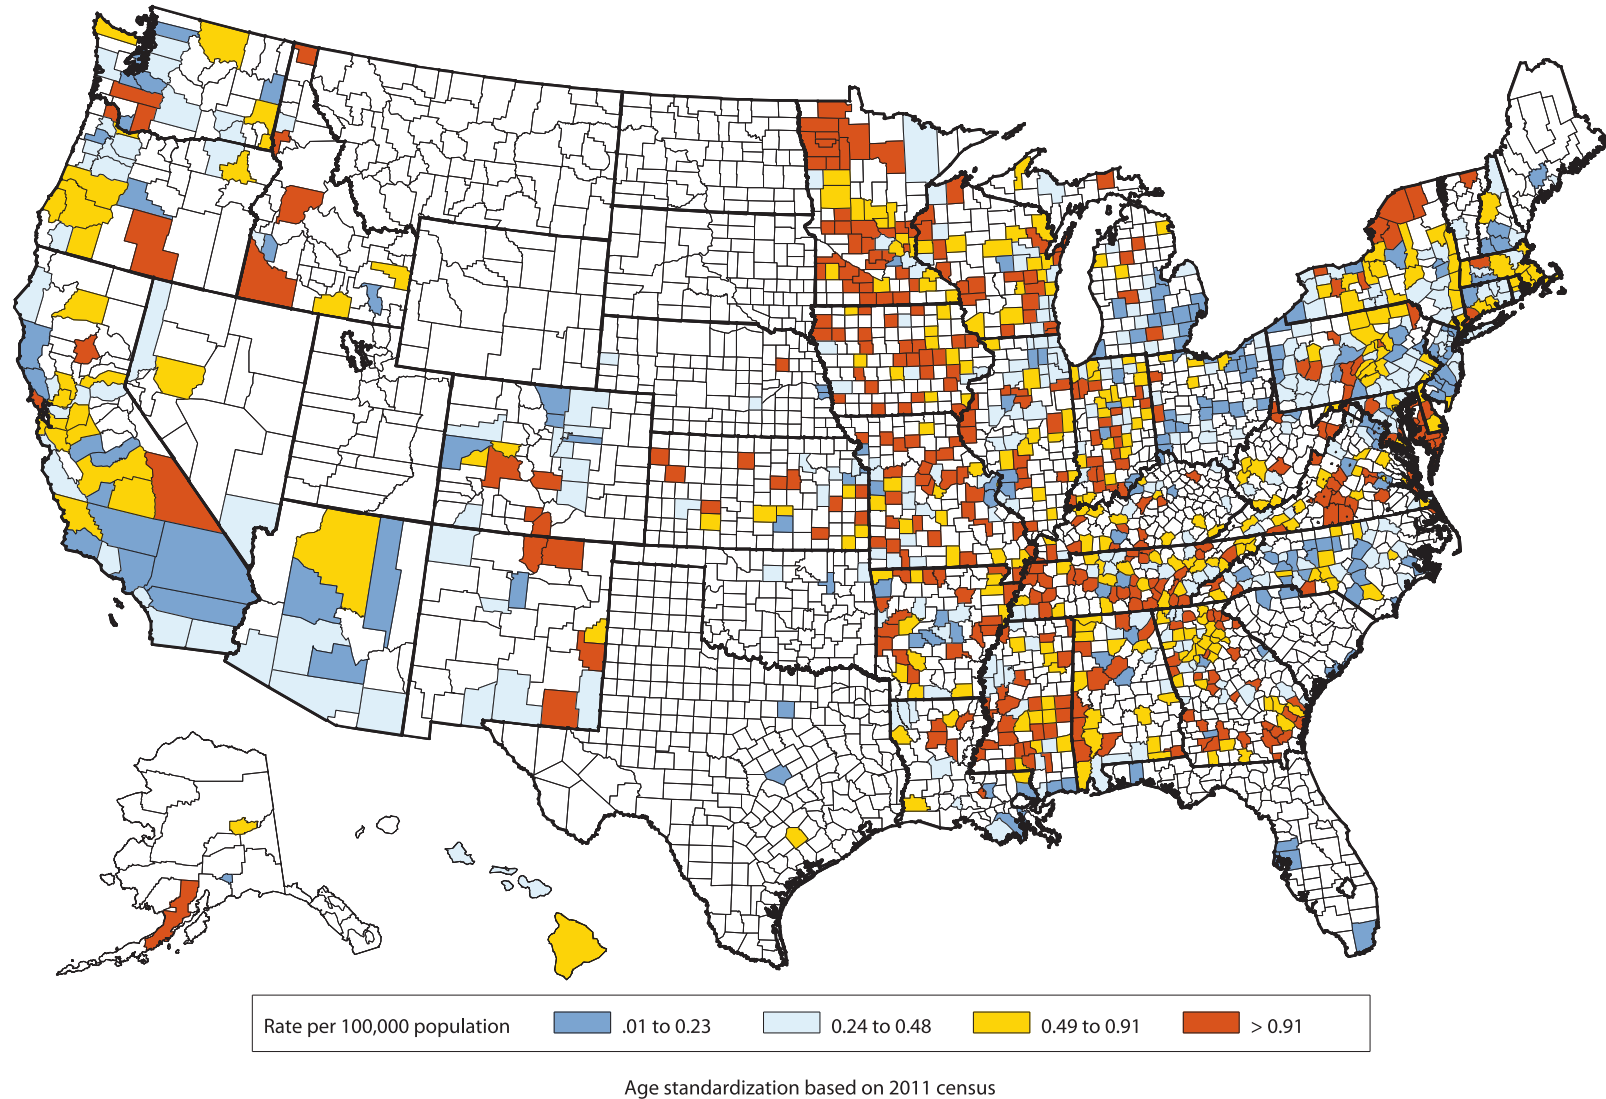 Rate per 100,000 population .01 to 0.23 0.24 to 0.48 0.49 to 0.91 > 0.91
Age standardization based on 2011 census